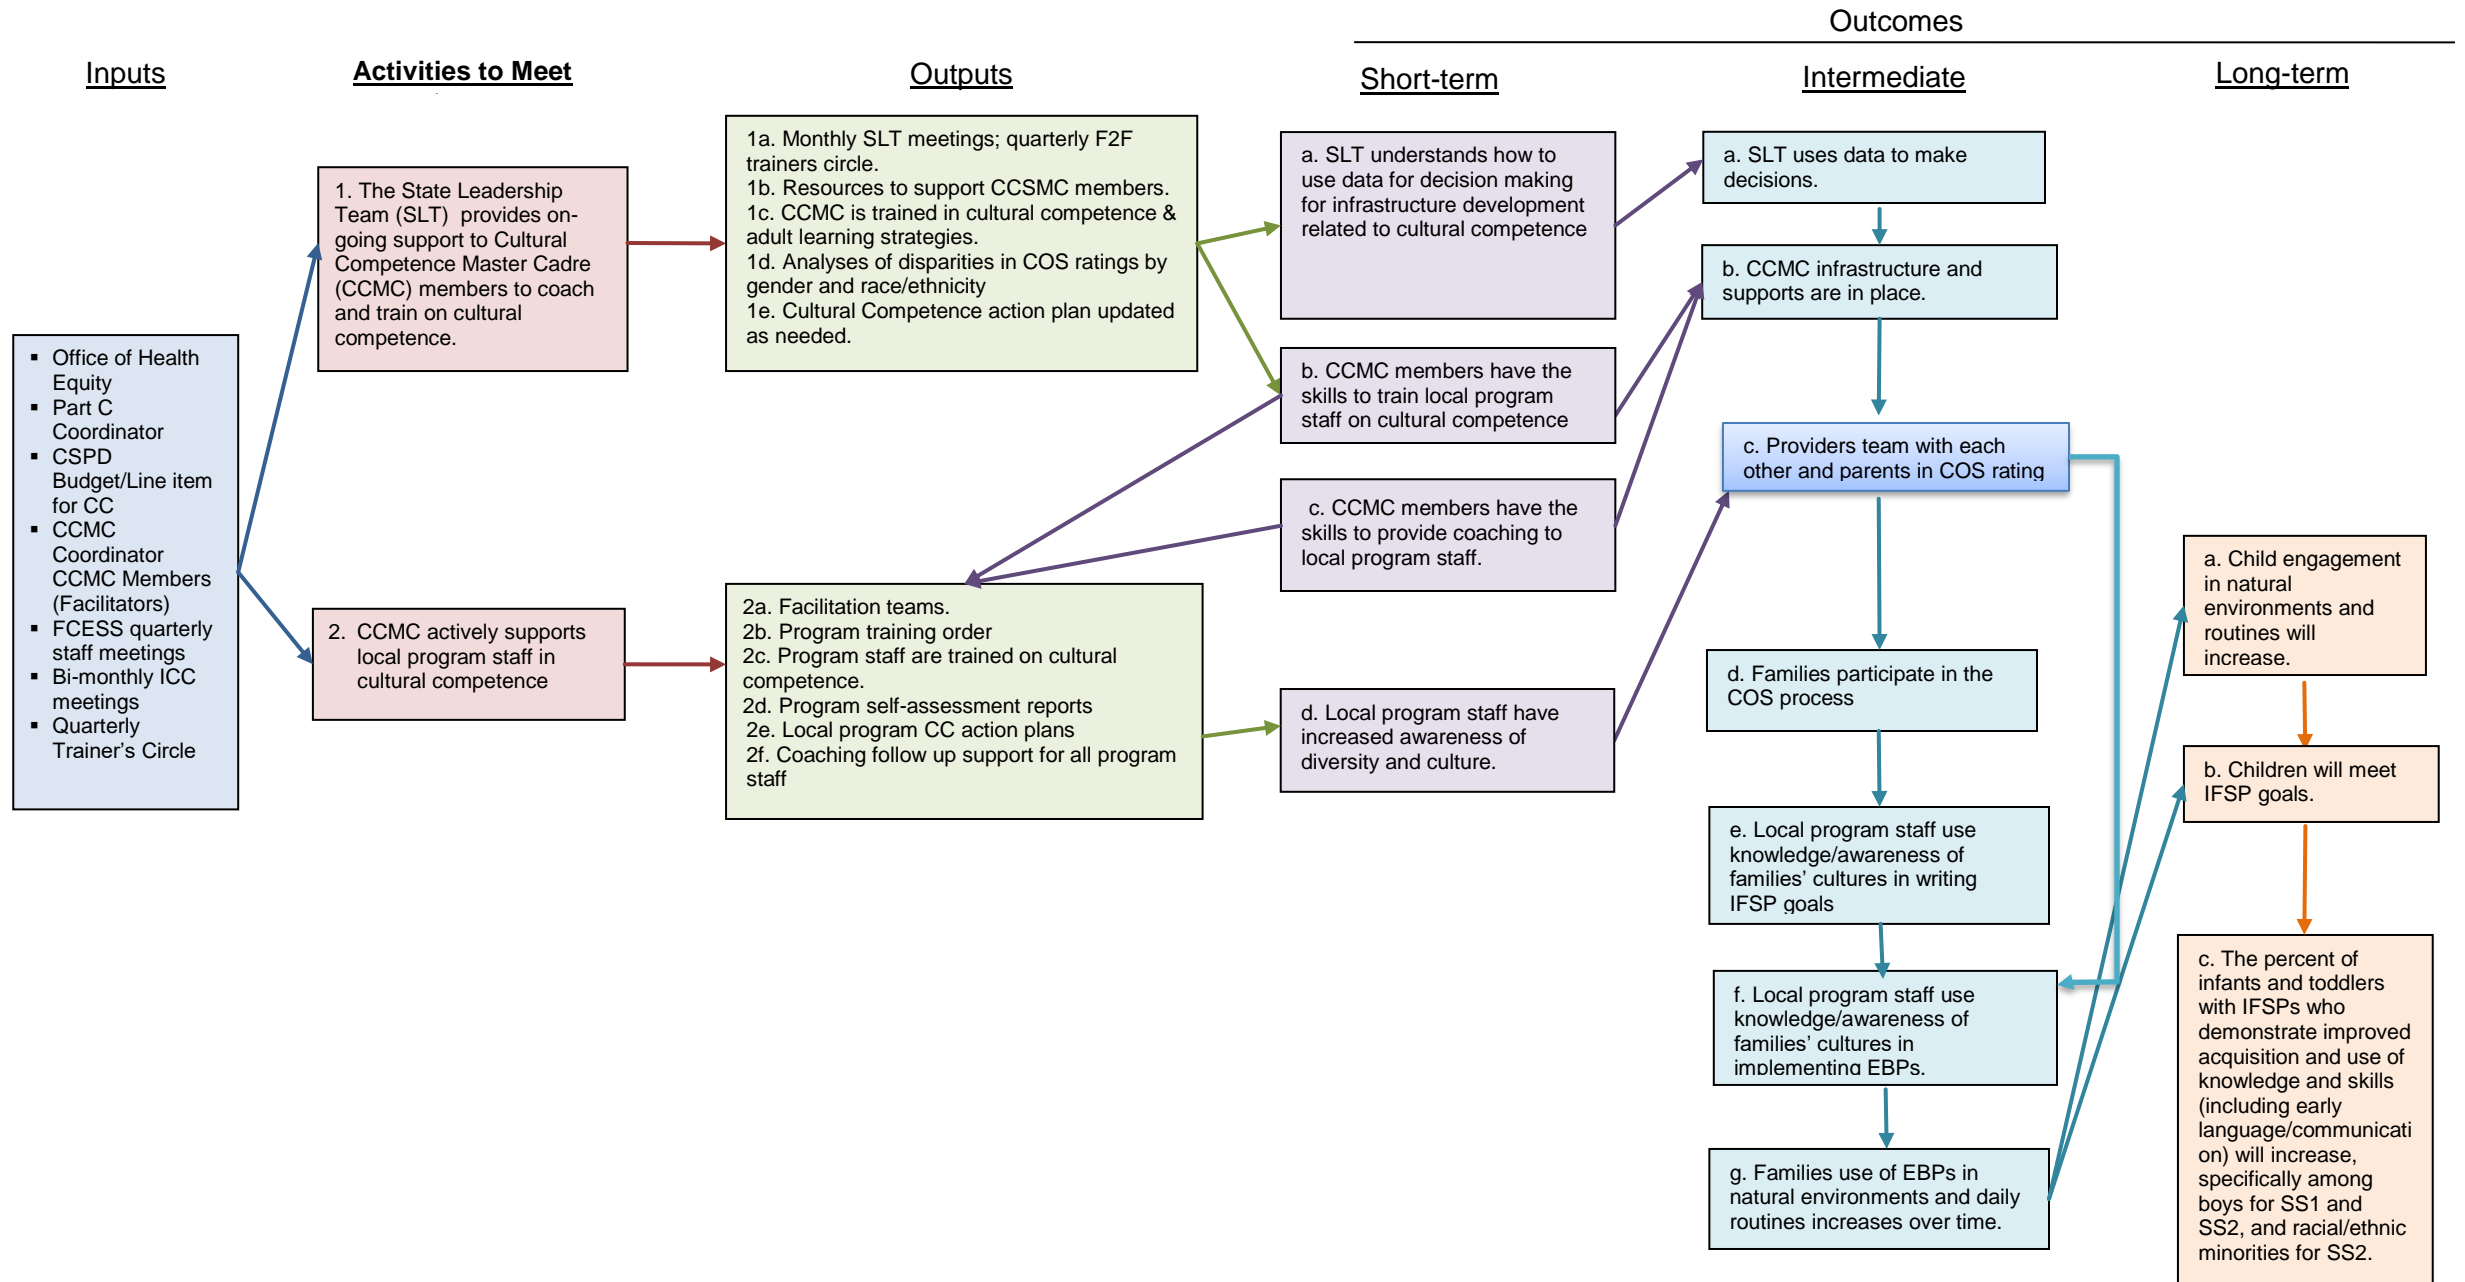 Outcomes
Inputs
Activities to Meet
Outputs
Short-term
Intermediate
Long-term
▪ Office of Health
Equity
▪ Part C
Coordinator
▪ CSPD
Budget/Line item
for CC
▪ CCMC
Coordinator
CCMC Members
(Facilitators)
▪ FCESS quarterly
staff meetings
▪ Bi-monthly ICC
meetings
▪ Quarterly
Trainer’s Circle
1. The State Leadership
Team (SLT) provides on-
going support to Cultural
Competence Master Cadre
(CCMC) members to coach
and train on cultural
competence.
2. CCMC actively supports
local program staff in
cultural competence
1a. Monthly SLT meetings; quarterly F2F
trainers circle.
1b. Resources to support CCSMC members.
1c. CCMC is trained in cultural competence &
adult learning strategies.
1d. Analyses of disparities in COS ratings by
gender and race/ethnicity
1e. Cultural Competence action plan updated
as needed.
2a. Facilitation teams.
2b. Program training order
2c. Program staff are trained on cultural
competence.
2d. Program self-assessment reports
2e. Local program CC action plans
2f. Coaching follow up support for all program
staff
a. SLT understands how to
use data for decision making
for infrastructure development
related to cultural competence
b. CCMC members have the
skills to train local program
staff on cultural competence
c. CCMC members have the
skills to provide coaching to
local program staff.
d. Local program staff have
increased awareness of
diversity and culture.
a. SLT uses data to make
decisions.
b. CCMC infrastructure and
supports are in place.
c. Providers team with each
other and parents in COS rating
d. Families participate in the
COS process
e. Local program staff use
knowledge/awareness of
families’ cultures in writing
IFSP goals
f. Local program staff use
knowledge/awareness of
families’ cultures in
implementing EBPs.
g. Families use of EBPs in
natural environments and daily
routines increases over time.
a. Child engagement
in natural
environments and
routines will
increase.
b. Children will meet
IFSP goals.
c. The percent of
infants and toddlers
with IFSPs who
demonstrate improved
acquisition and use of
knowledge and skills
(including early
language/communicati
on) will increase,
specifically among
boys for SS1 and
SS2, and racial/ethnic
minorities for SS2.